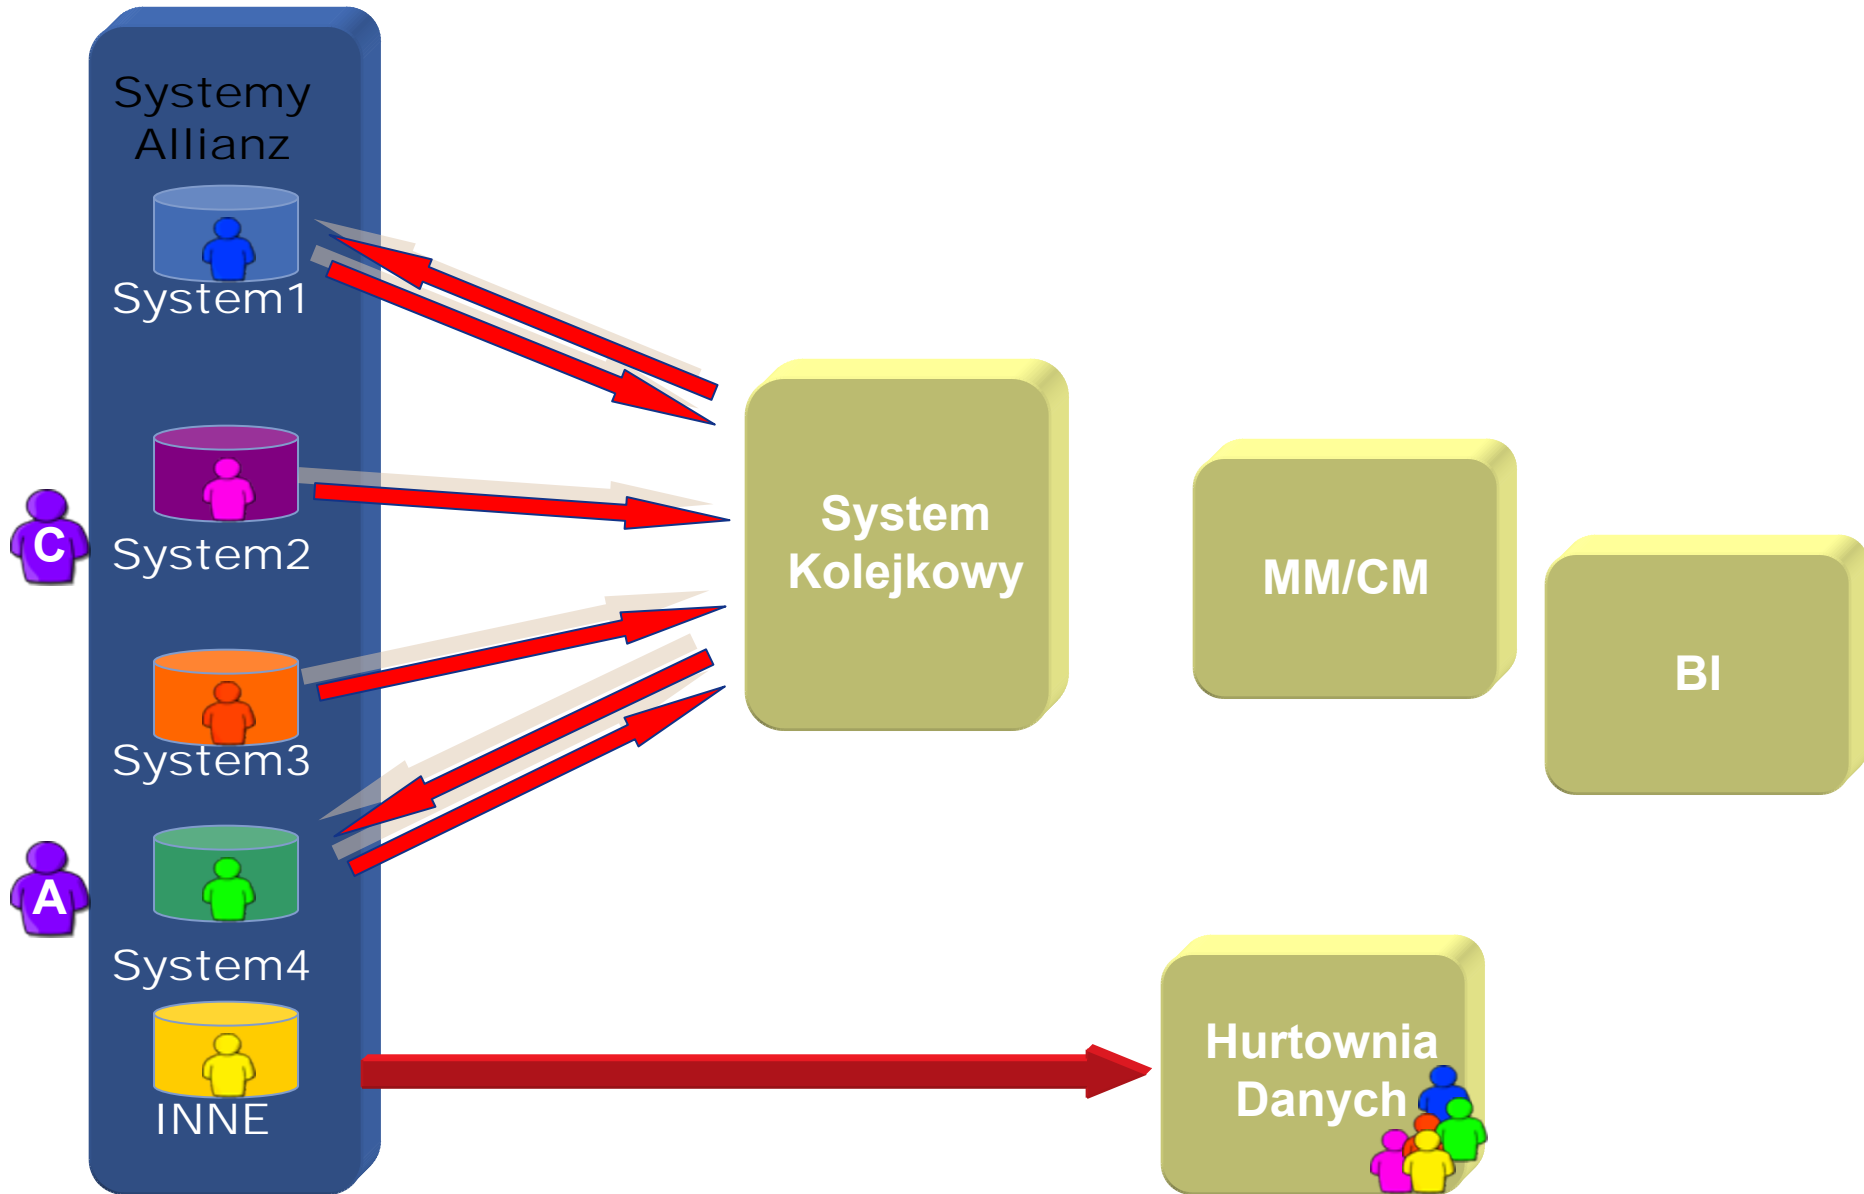 Systemy
Allianz
System1
System2
C
System3
A
System4
INNE
System
Kolejkowy
MM/CM
BI
Hurtownia
Danych